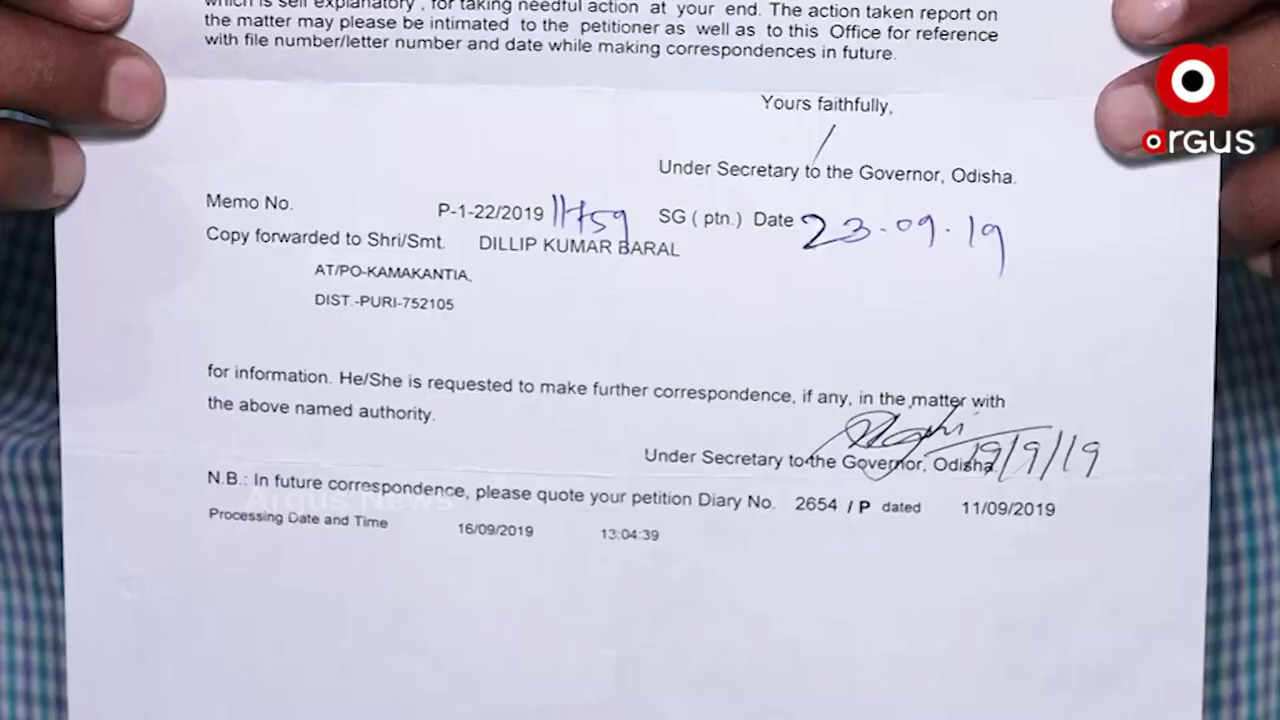 which is self explanatory , for taking needful action at your end. The action taken report on
the matter may please be intimated to the petitioner as well as to this Office for reference
with file number/letter number and date while making correspondences in future.
argus
Yours faithfully,
Under Secretary to the Governor, Odisha.
Memo No. P-1-22/2019 11759 SG ( ptn.) Date 23.09.19
Copy forwarded to Shri/Smt. DILLIP KUMAR BARAL
AT/PO-KAMAKANTIA,
DIST.-PURI-752105
for information. He/She is requested to make further correspondence, if any, in the matter with
the above named authority.
19/9/19
Under Secretary to the Governor, Odisha
N.B.: In future correspondence, please quote your petition Diary No. 2654 / P dated 11/09/2019
Argus News
Processing Date and Time 16/09/2019 13:04:39